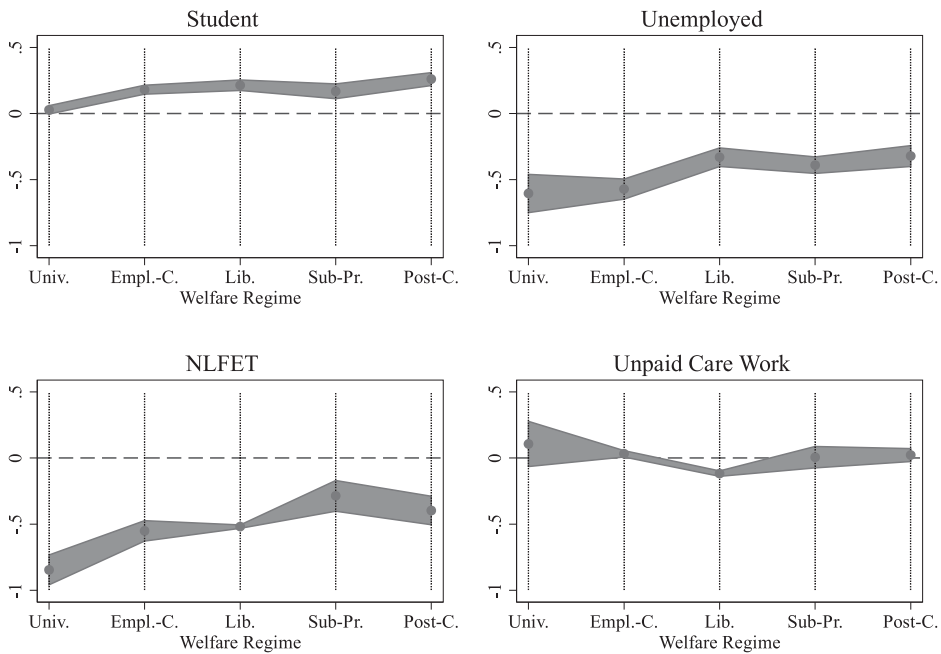 Student
.5
0
-.5
-1
Univ. Empl.-C. Lib. Sub-Pr. Post-C.
Welfare Regime
Unemployed
.5
0
-.5
-1
Univ. Empl.-C. Lib. Sub-Pr. Post-C.
Welfare Regime
NLFET
.5
0
-.5
-1
Univ. Empl.-C. Lib. Sub-Pr. Post-C.
Welfare Regime
Unpaid Care Work
.5
0
-.5
-1
Univ. Empl.-C. Lib. Sub-Pr. Post-C.
Welfare Regime